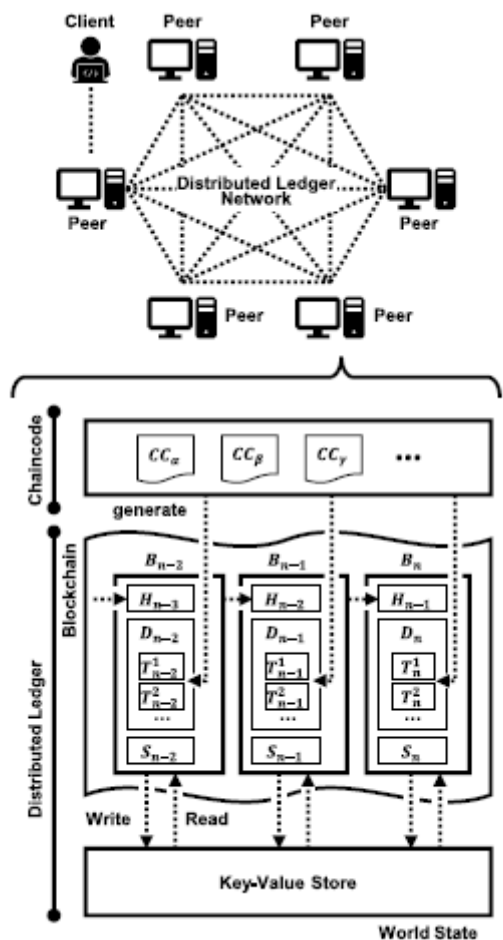 Client
Peer
Peer
Distributed Ledger
Network
Peer
Peer
Peer
Peer
Chaincode
CCα
CCβ
CCγ
...
generate
Distributed Ledger
Blockchain
Bn-2
Bn-1
Bn
Hn-3
Hn-2
Hn-1
Dn-2
Dn-1
Dn
T¹n-2
T¹n-1
T¹n
T²n-2
T²n-1
T²n
...
...
...
Sn-2
Sn-1
Sn
Write
Read
Key-Value Store
World State